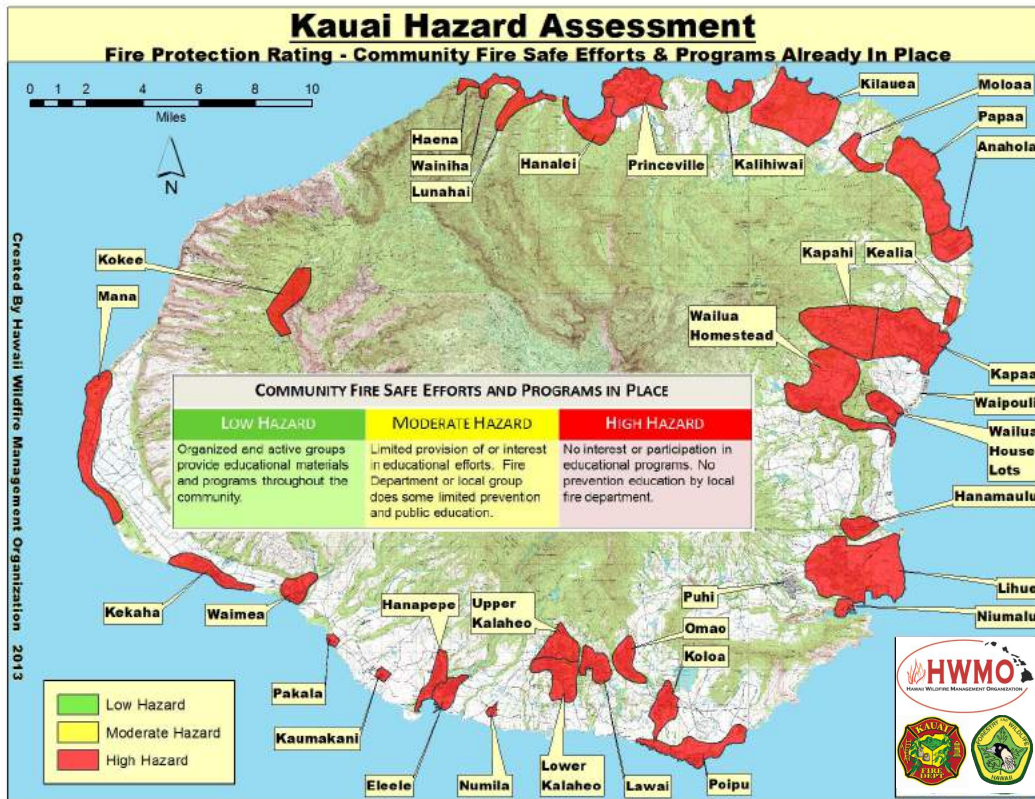 Kauai Hazard Assessment
Fire Protection Rating - Community Fire Safe Efforts & Programs Already In Place
0 1 2 4 6 8 10
Miles
N
Haena
Wainiha
Lunahai
Hanalei
Princeville
Kalihiwai
Kilauea
Moloaa
Papaa
Anahola
Kokee
Mana
Kapahi
Kealia
Wailua
Homestead
Kapaa
Waipouli
Wailua
House
Lots
Hanamaulu
COMMUNITY FIRE SAFE EFFORTS AND PROGRAMS IN PLACE
LOW HAZARD
Organized and active groups
provide educational materials
and programs throughout the
community.
MODERATE HAZARD
Limited provision of or interest
in educational efforts. Fire
Department or local group
does some limited prevention
and public education.
HIGH HAZARD
No interest or participation in
educational programs. No
prevention education by local
fire department.
Created By Hawaii Wildfire Management Organization 2013
Kekaha
Waimea
Hanapepe
Upper
Kalaheo
Omao
Koloa
Puhi
Lihue
Niumalu
Pakala
Kaumakani
Eleele
Numila
Lower
Kalaheo
Lawai
Poipu
Low Hazard
Moderate Hazard
High Hazard
HWMO
HAWAII WILDFIRE MANAGEMENT ORGANIZATION
KAUAI
FIRE
DEPT
FORESTRY AND WILDLIFE
HAWAII